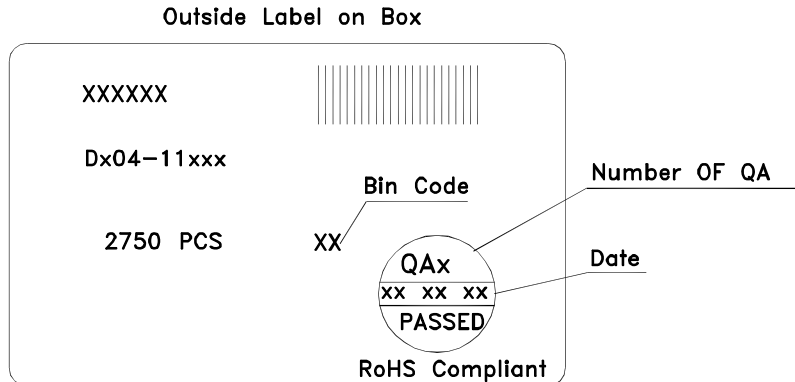 Outside Label on Box
XXXXXX
Dx04-11xxx
Bin Code
Number OF QA
2750 PCS
XX
QAx
Date
xx xx xx
PASSED
RoHS Compliant